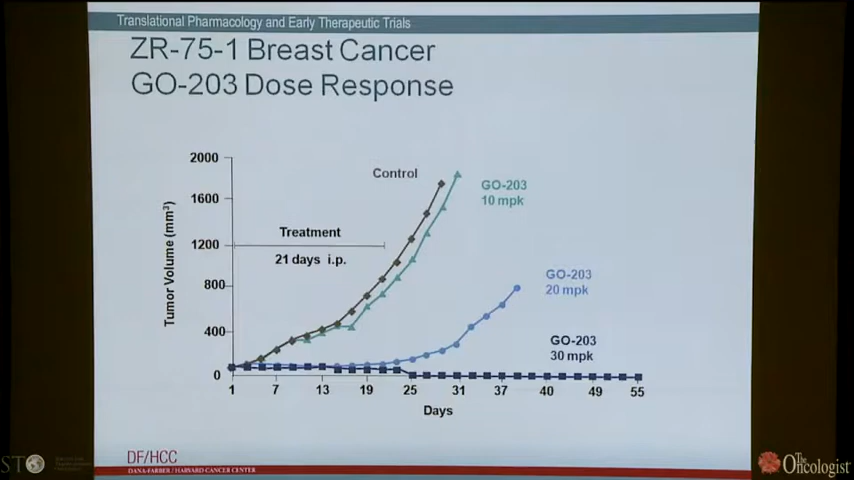 Translational Pharmacology and Early Therapeutic Trials
ZR-75-1 Breast Cancer
GO-203 Dose Response
2000
1600
1200
800
400
0
Tumor Volume (mm³)
Control
GO-203
10 mpk
Treatment
21 days i.p.
GO-203
20 mpk
GO-203
30 mpk
1 7 13 19 25 31 37 40 49 55
Days
DF/HCC
DANA-FARBER / HARVARD CANCER CENTER
STO
The
Oncologist